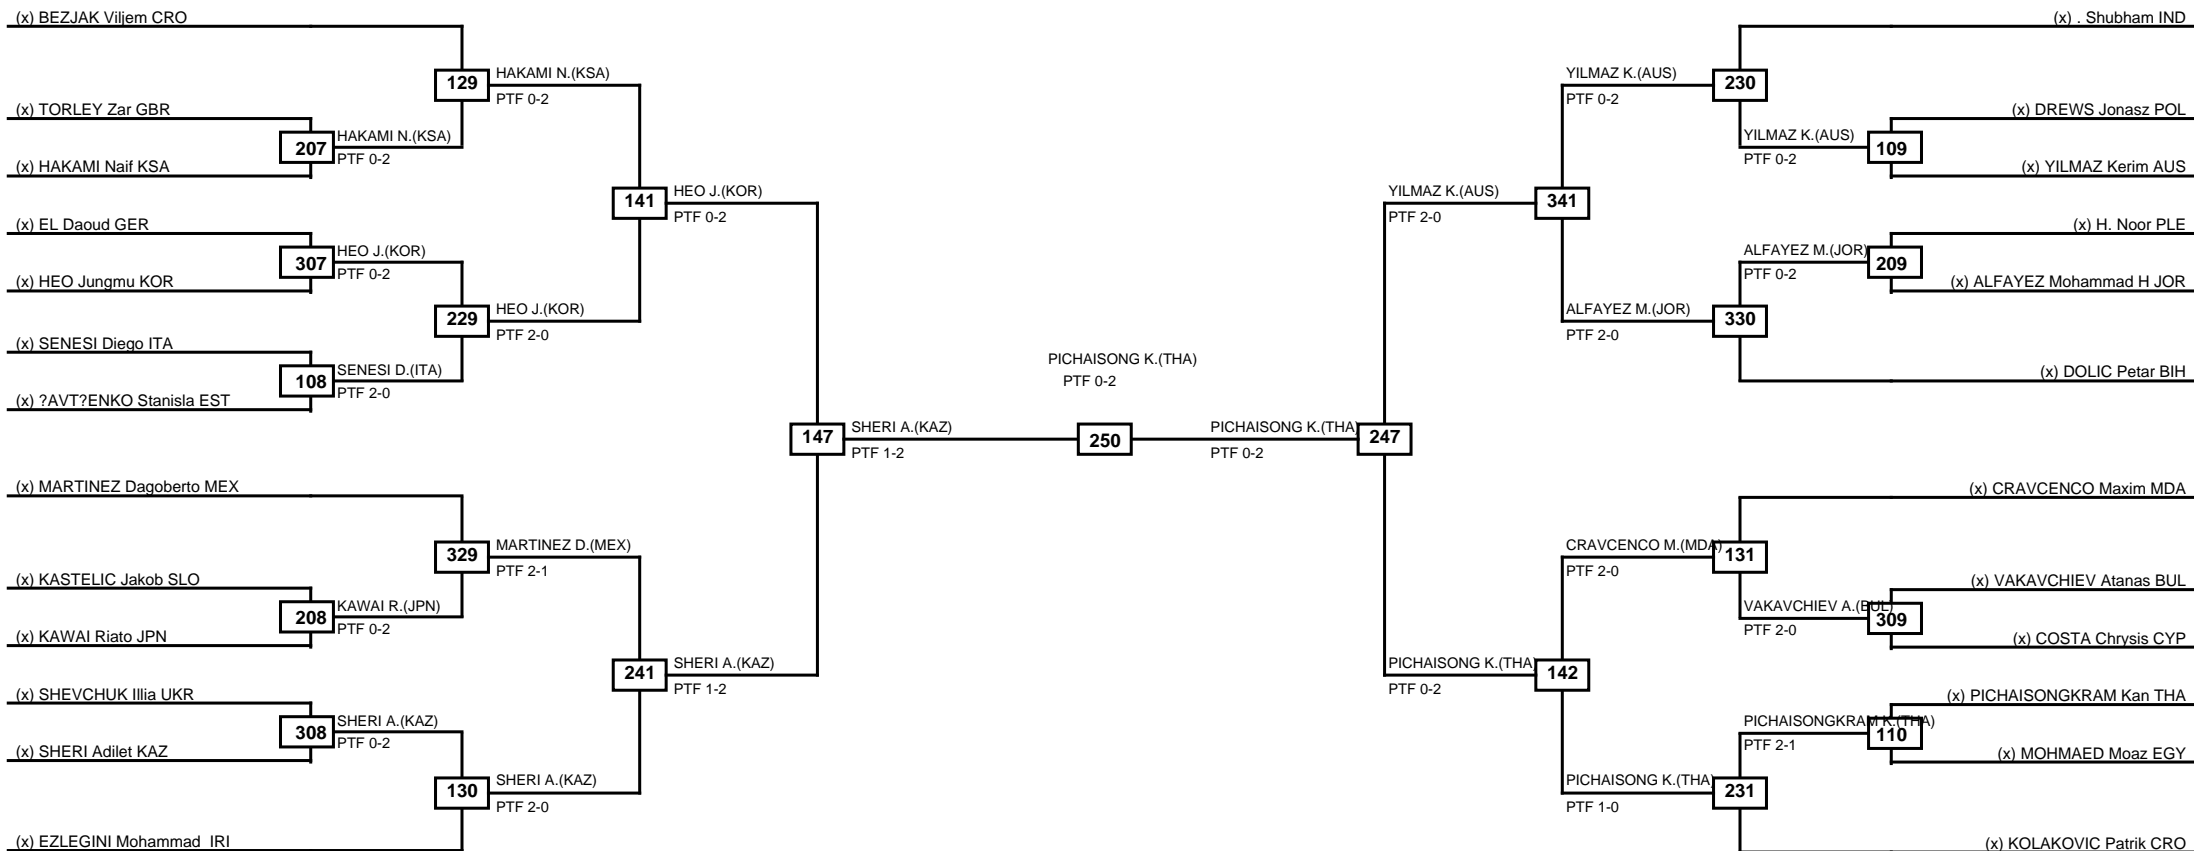 (x) BEZJAK Viljem CRO
129
HAKAMI N.(KSA)
PTF 0-2
(x) TORLEY Zar GBR
207
HAKAMI N.(KSA)
PTF 0-2
(x) HAKAMI Naif KSA
141
HEO J.(KOR)
PTF 0-2
(x) EL Daoud GER
307
HEO J.(KOR)
PTF 0-2
(x) HEO Jungmu KOR
229
HEO J.(KOR)
PTF 2-0
(x) SENESI Diego ITA
108
SENESI D.(ITA)
PTF 2-0
(x) ?AVT?ENKO Stanisla EST
147
SHERI A.(KAZ)
PTF 1-2
(x) MARTINEZ Dagoberto MEX
329
MARTINEZ D.(MEX)
PTF 2-1
(x) KASTELIC Jakob SLO
208
KAWAI R.(JPN)
PTF 0-2
(x) KAWAI Riato JPN
241
SHERI A.(KAZ)
PTF 1-2
(x) SHEVCHUK Illia UKR
308
SHERI A.(KAZ)
PTF 0-2
(x) SHERI Adilet KAZ
130
SHERI A.(KAZ)
PTF 2-0
(x) EZLEGINI Mohammad  IRI
PICHAISONG K.(THA)
PTF 0-2
250
(x) . Shubham IND
YILMAZ K.(AUS)
PTF 0-2
230
(x) DREWS Jonasz POL
YILMAZ K.(AUS)
PTF 0-2
109
(x) YILMAZ Kerim AUS
YILMAZ K.(AUS)
PTF 2-0
341
(x) H. Noor PLE
ALFAYEZ M.(JOR)
PTF 0-2
209
(x) ALFAYEZ Mohammad H JOR
ALFAYEZ M.(JOR)
PTF 2-0
330
(x) DOLIC Petar BIH
PICHAISONG K.(THA)
PTF 0-2
247
(x) CRAVCENCO Maxim MDA
CRAVCENCO M.(MDA)
PTF 2-0
131
(x) VAKAVCHIEV Atanas BUL
VAKAVCHIEV A.(BUL)
PTF 2-0
309
(x) COSTA Chrysis CYP
PICHAISONG K.(THA)
PTF 0-2
142
(x) PICHAISONGKRAM Kan THA
PICHAISONGKRAM K.(THA)
PTF 2-1
110
(x) MOHMAED Moaz EGY
PICHAISONG K.(THA)
PTF 1-0
231
(x) KOLAKOVIC Patrik CRO